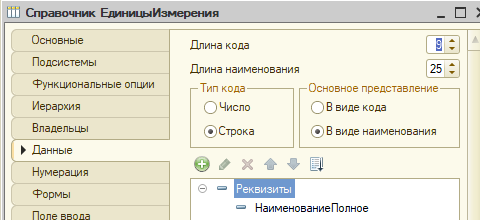 Справочник ЕдиницыИзмерения
Основные
Подсистемы
Функциональные опции
Иерархия
Владельцы
Данные
Нумерация
Формы
Поле ввода
Длина кода 9
Длина наименования 25
Тип кода
Число
Строка
Основное представление
В виде кода
В виде наименования
Реквизиты
НаименованиеПолное